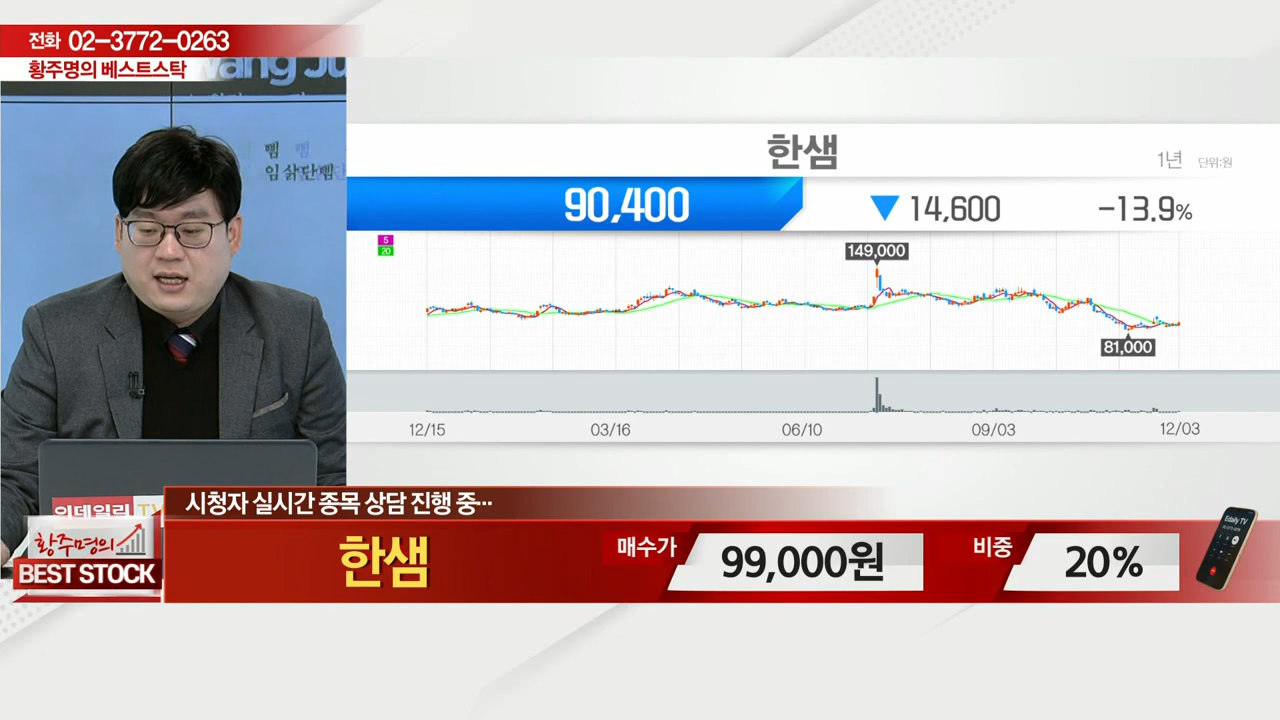 전화 02-3772-0263
황주명의 베스트스탁
한샘
1년 단위:원
90,400 ▼14,600 -13.9%
5
20
149,000
81,000
12/15 03/16 06/10 09/03 12/03
시청자 실시간 종목 상담 진행 중...
황주명의
BEST STOCK
한샘 매수가 99,000원 비중 20%
Edaily TV